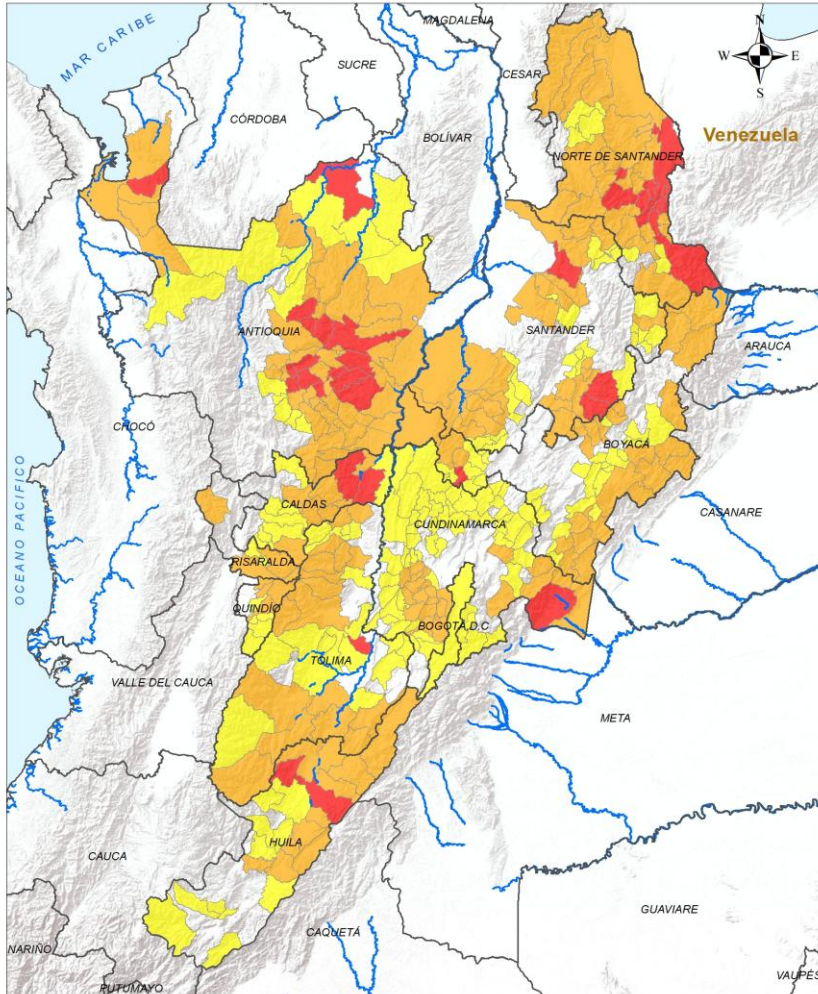 MAGDALENA
MAR CARIBE
N
W E
S
SUCRE
CESAR
CÓRDOBA
BOLÍVAR
Venezuela
NORTE DE SANTANDER
ANTIOQUIA
SANTANDER
ARAUCA
CHOCÓ
BOYACÁ
CALDAS
CUNDINAMARCA
CASANARE
OCEANO PACIFICO
RISARALDA
QUINDÍO
BOGOTÁ,D.C
TOLIMA
VALLE DEL CAUCA
META
HUILA
CAUCA
GUAVIARE
CAQUETÁ
NARIÑO
PUTUMAYO
VAUPÉS